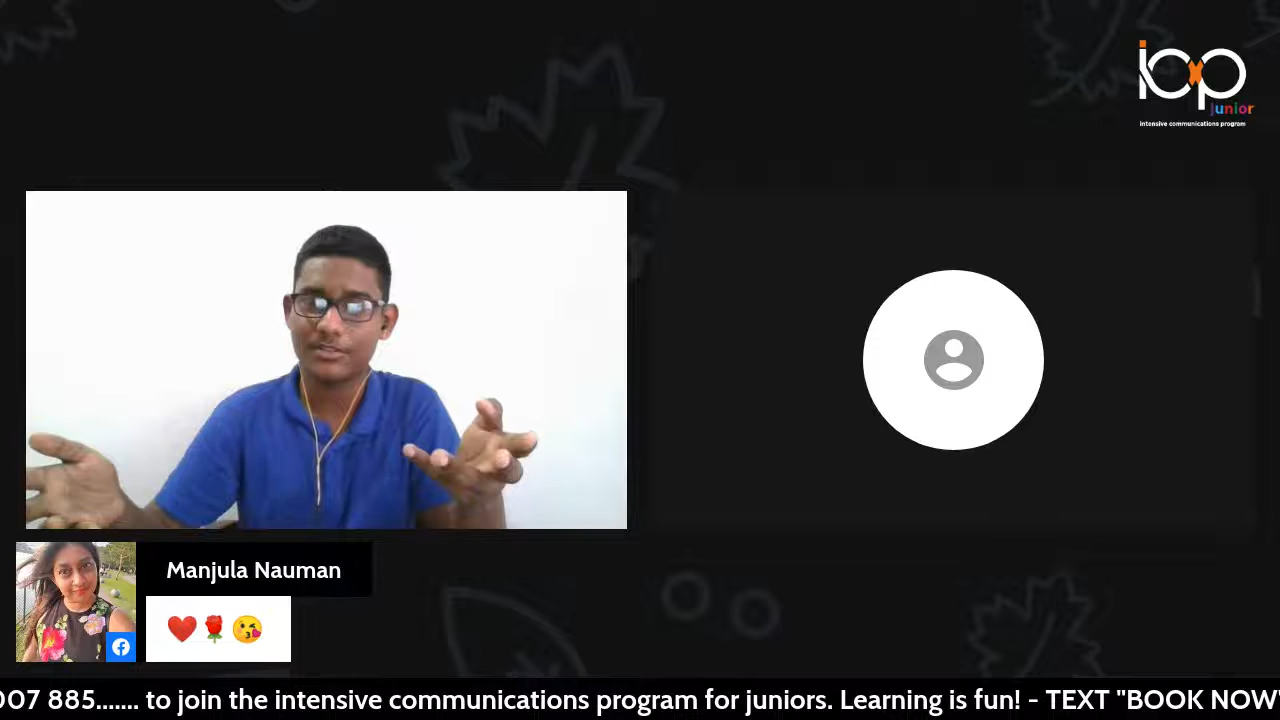 icxp
junior
intensive communications program
Manjula Nauman
❤️🌹😘
007 885....... to join the intensive communications program for juniors. Learning is fun! - TEXT "BOOK NOW"